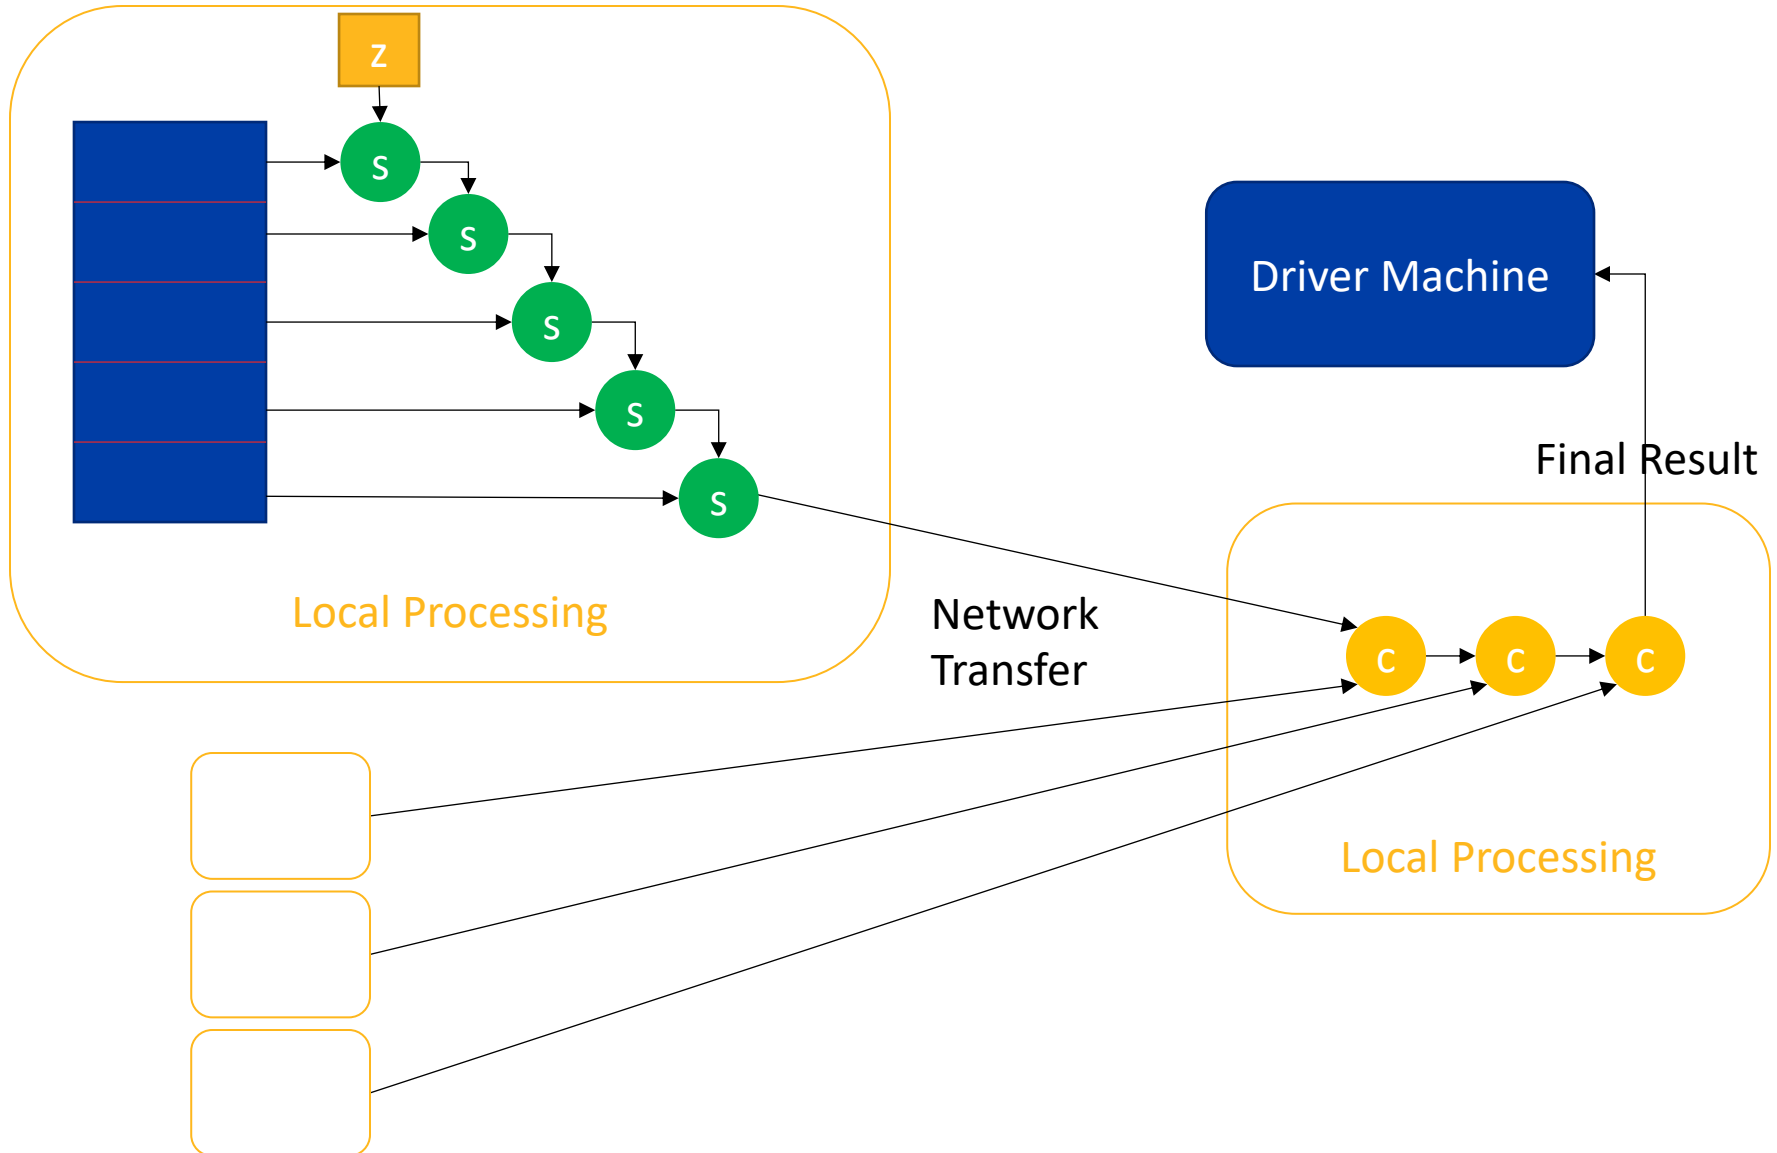 z
s
s
s
s
s
Local Processing
Driver Machine
Final Result
Network
Transfer
c
c
c
Local Processing